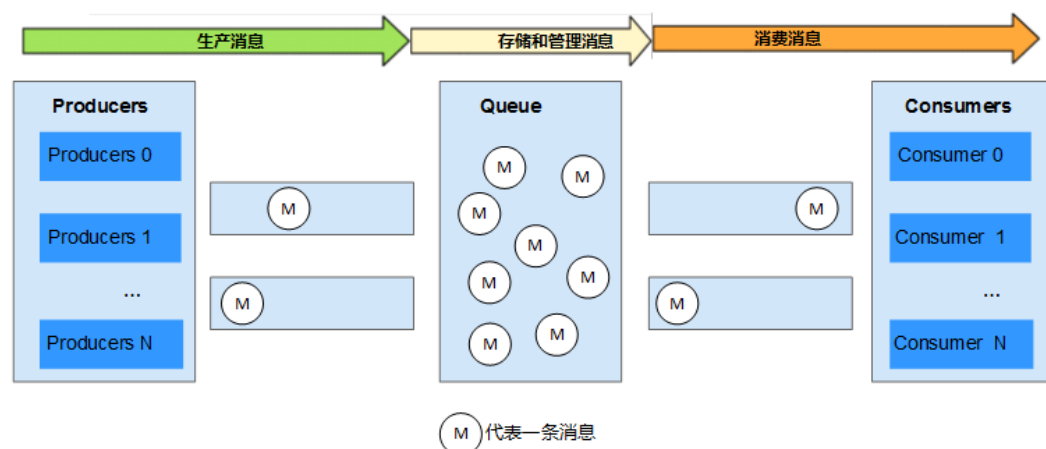 生产消息
存储和管理消息
消费消息
Producers
Producers 0
Producers 1
...
Producers N
M
M
Queue
M
M
M
M
M
M
M
M
M
M
Consumers
Consumer 0
Consumer 1
...
Consumer N
M 代表一条消息